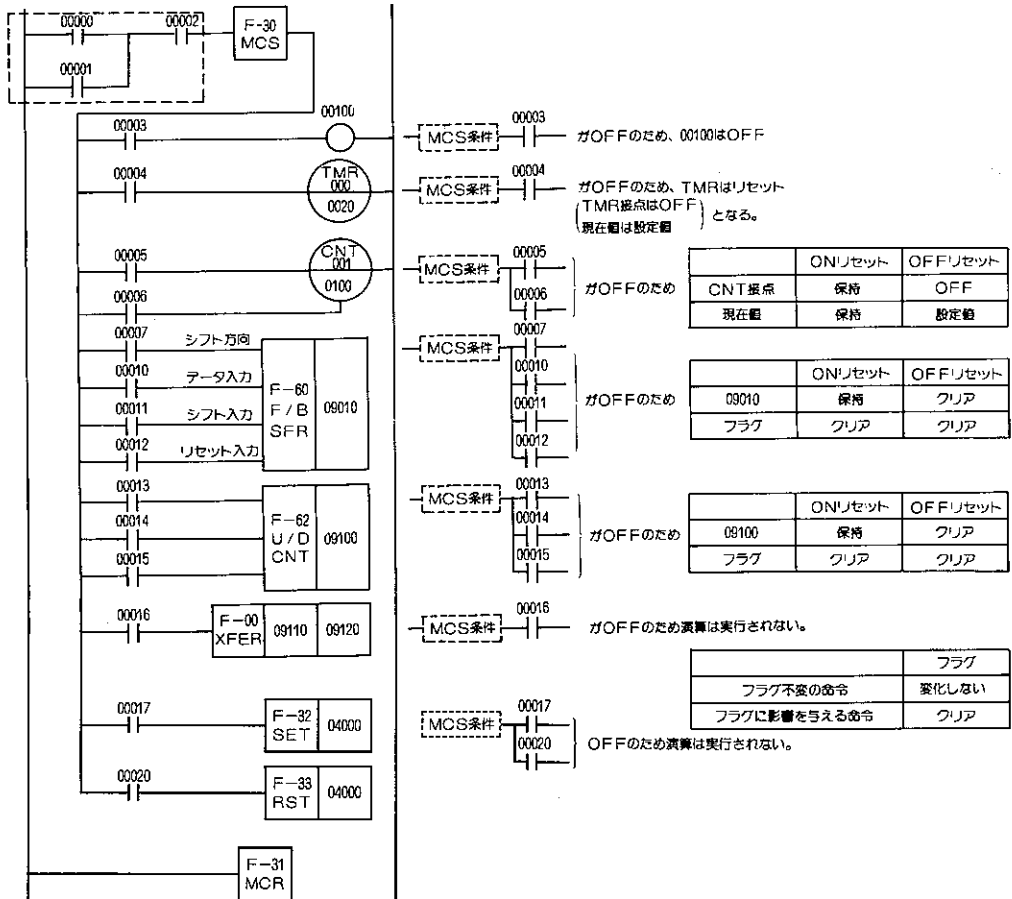 00000
00002
F-30
MCS
00001
00003
00100
MCS条件
00003
がOFFのため、00100はOFF
00004
TMR
000
0020
MCS条件
00004
がOFFのため、TMRはリセット
TMR接点はOFF
現在値は設定値
となる。
00005
CNT
001
0100
00006
MCS条件
00005
00006
がOFFのため
ONリセット OFFリセット
CNT接点 保持 OFF
現在値 保持 設定値
00007
シフト方向
00010
データ入力
00011
シフト入力
00012
リセット入力
F-60
F/B
SFR
09010
MCS条件
00007
00010
00011
00012
がOFFのため
ONリセット OFFリセット
09010 保持 クリア
フラグ クリア クリア
00013
00014
00015
F-62
U/D
CNT
09100
MCS条件
00013
00014
00015
がOFFのため
ONリセット OFFリセット
09100 保持 クリア
フラグ クリア クリア
00016
F-00
XFER
09110
09120
MCS条件
00016
がOFFのため演算は実行されない。
フラグ
フラグ不変の命令 変化しない
フラグに影響を与える命令 クリア
00017
F-32
SET
04000
MCS条件
00017
00020
OFFのため演算は実行されない。
00020
F-33
RST
04000
F-31
MCR